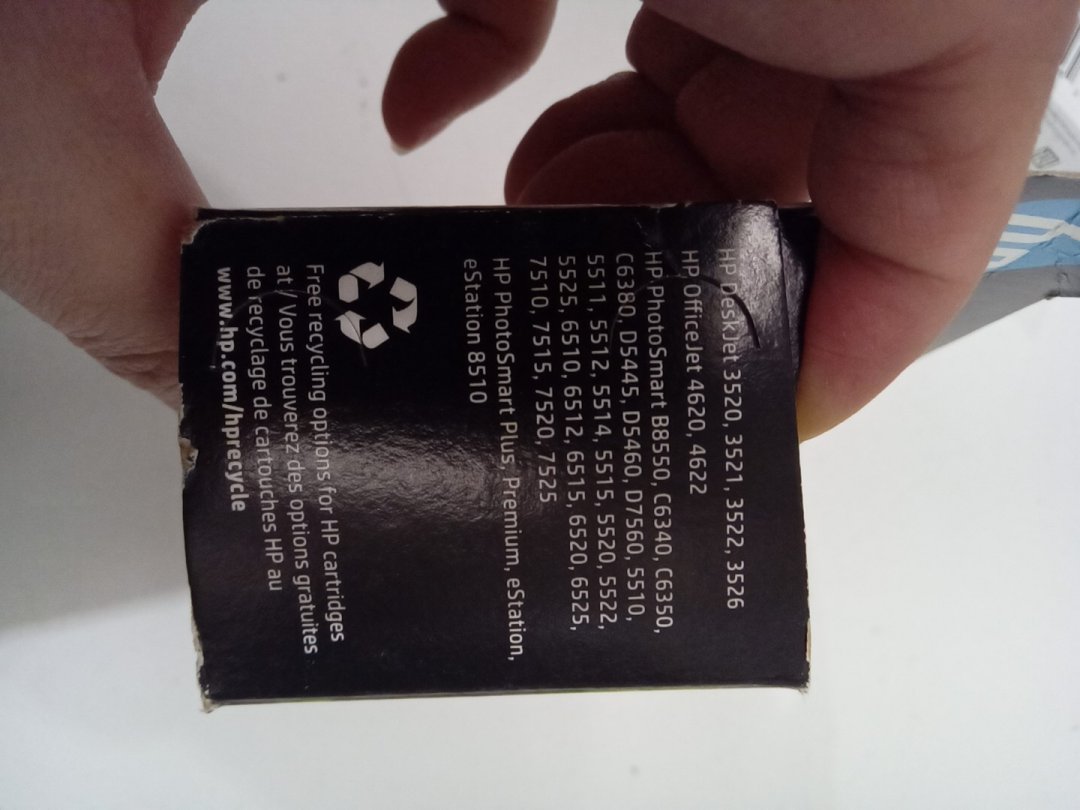 HP DeskJet 3520, 3521, 3522, 3526
HP OfficeJet 4620, 4622
HP PhotoSmart B8550, C6340, C6350,
C6380, D5445, D5460, D7560, 5510,
5511, 5512, 5514, 5515, 5520, 5522,
5525, 6510, 6512, 6515, 6520, 6525,
7510, 7515, 7520, 7525
HP PhotoSmart Plus, Premium, eStation,
eStation 8510
Free recycling options for HP cartridges
at / Vous trouverez des options gratuites
de recyclage de cartouches HP au
www.hp.com/hprecycle